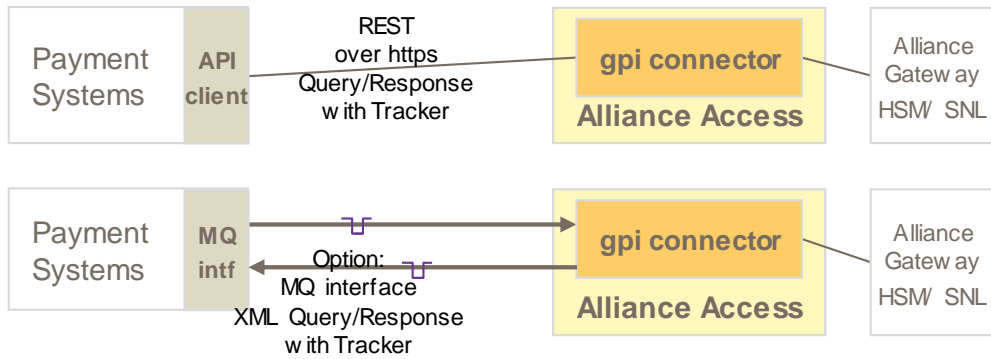 Payment
Systems
API
client
REST
over https
Query/Response
with Tracker
gpi connector
Alliance Access
Alliance
Gateway
HSM/ SNL
Payment
Systems
MQ
intf
Option:
MQ interface
XML Query/Response
with Tracker
gpi connector
Alliance Access
Alliance
Gateway
HSM/ SNL